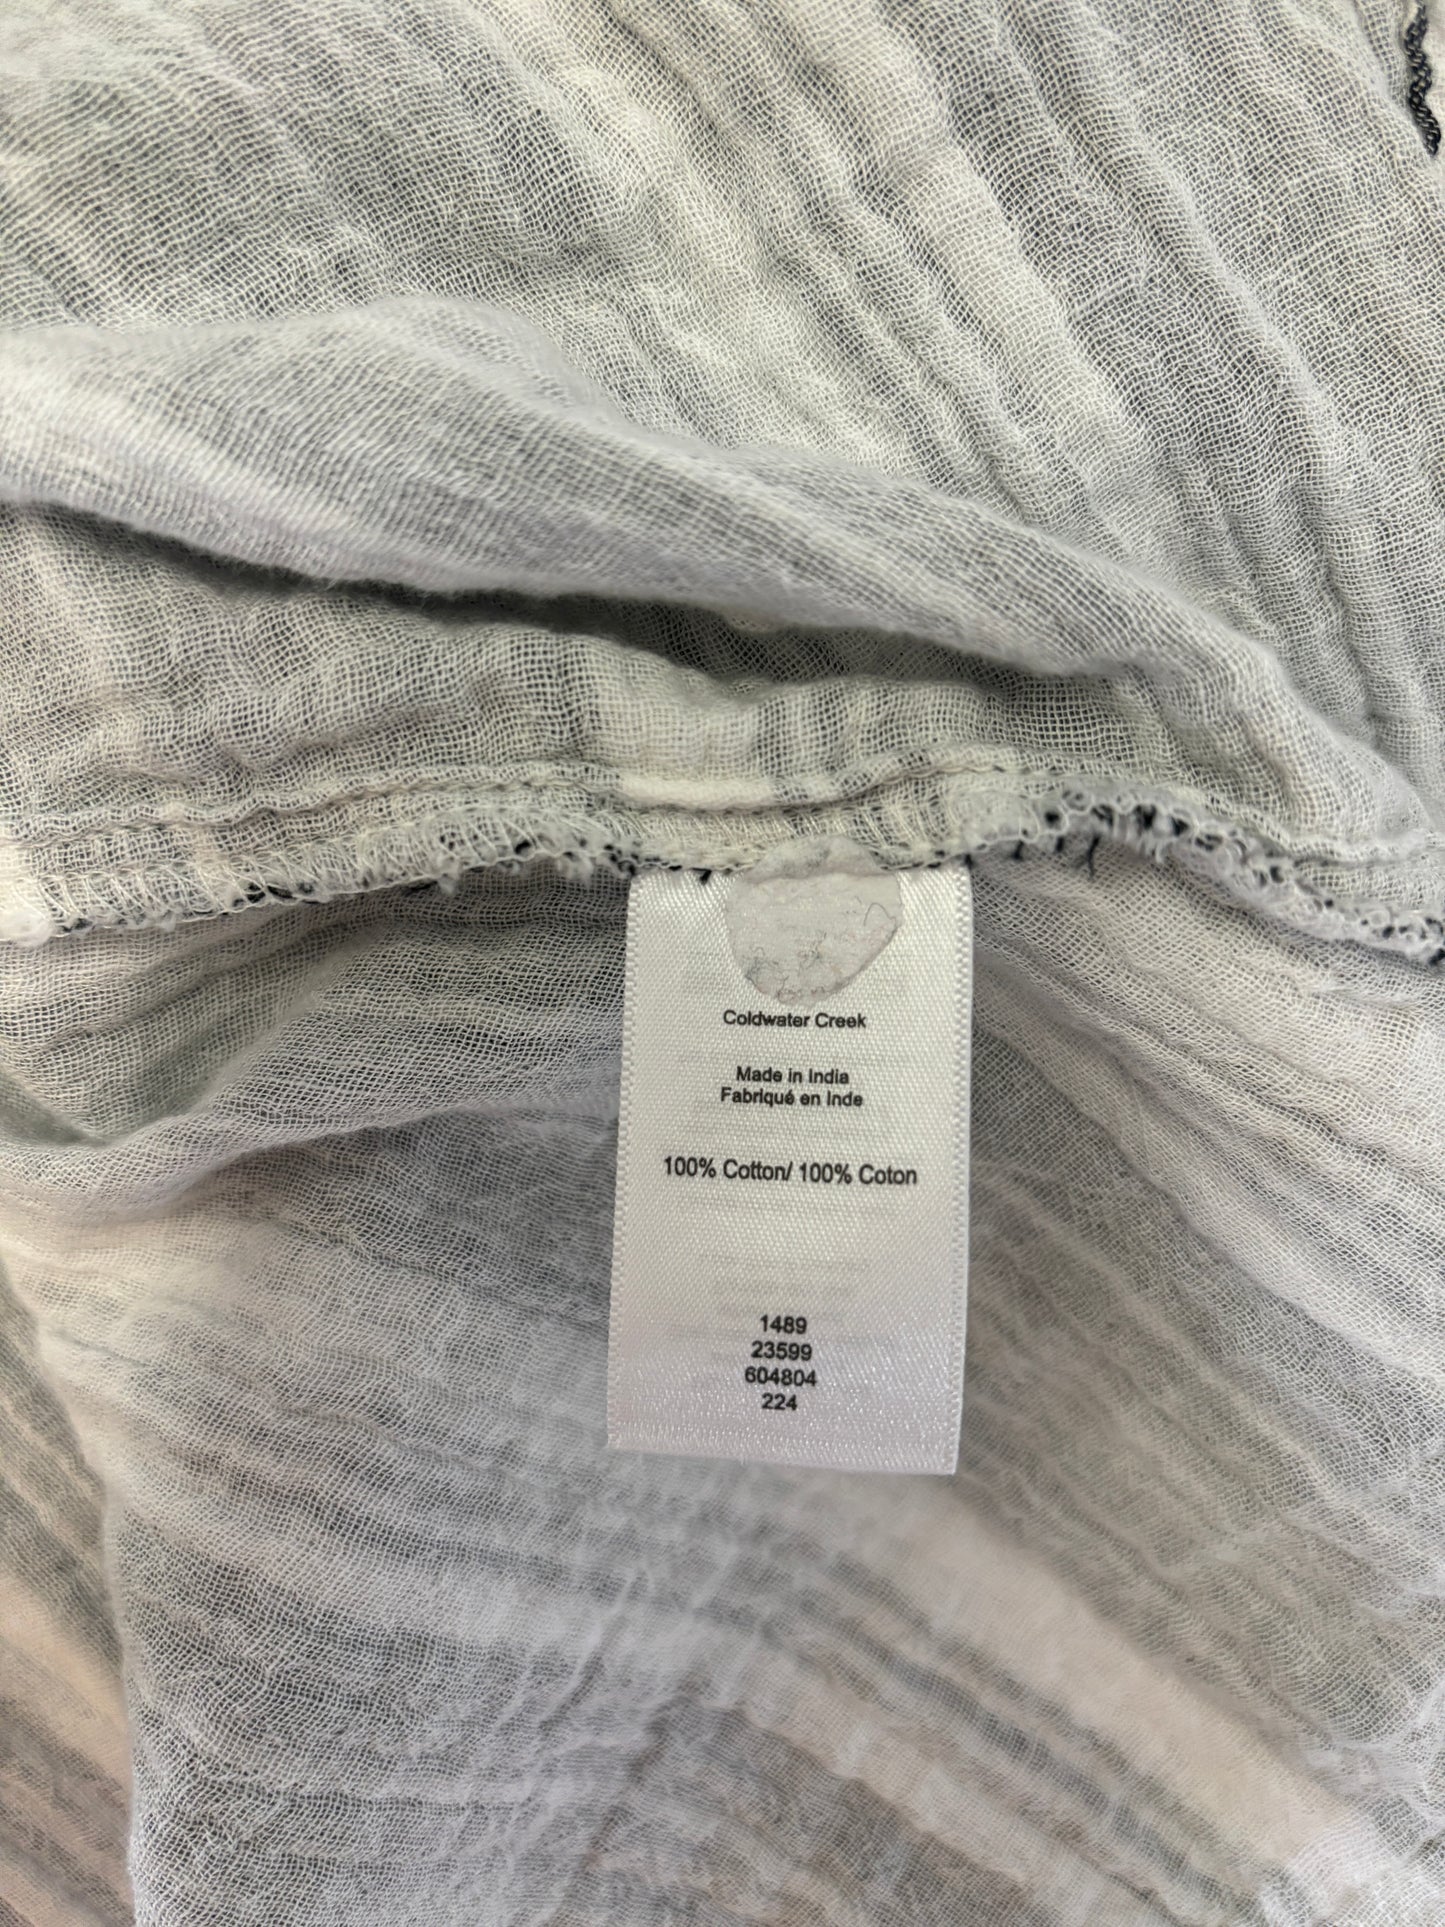 Coldwater Creek
Made in India
Fabriqué en Inde
100% Cotton/ 100% Coton
1489
23599
604804
224